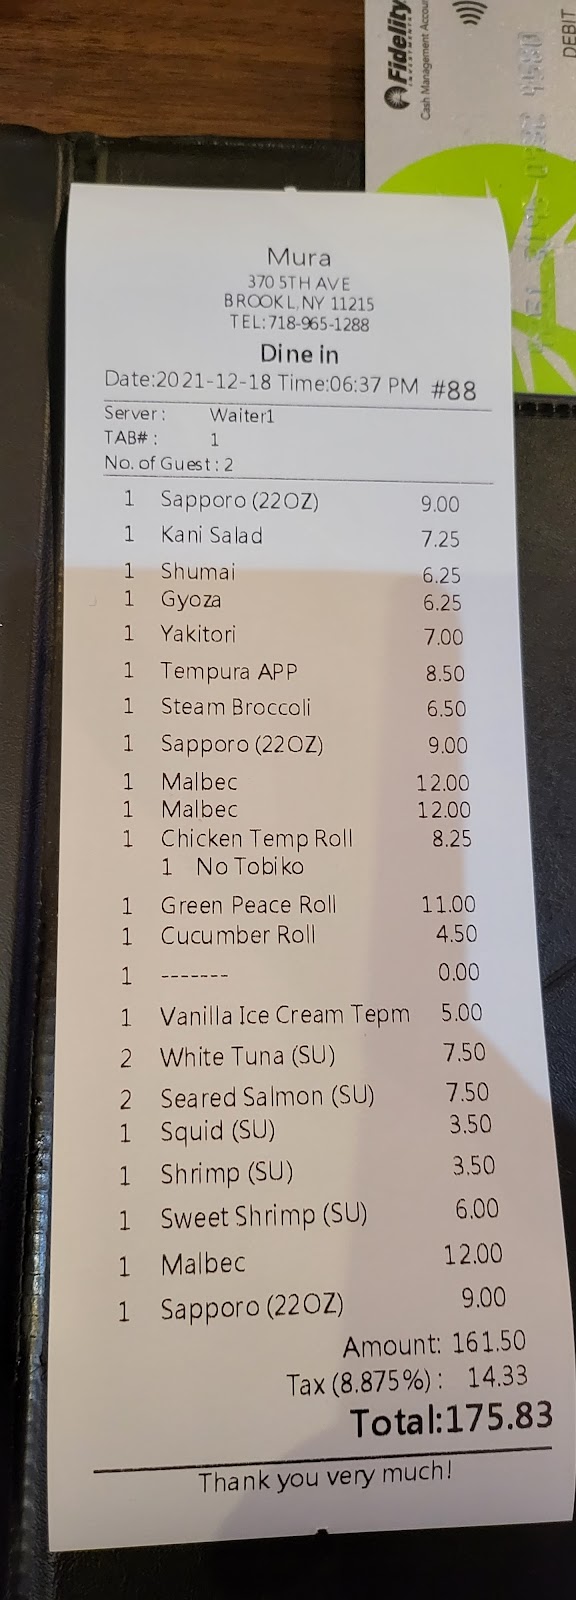 Fidelity
INVESTMENTS
Cash Management Accou
DEBIT
Mura
370 5TH AVE
BROOKL,NY 11215
TEL:718-965-1288
Dine in
Date:2021-12-18 Time:06:37 PM #88
Server: Waiter1
TAB#: 1
No. of Guest: 2
1 Sapporo (22OZ) 9.00
1 Kani Salad 7.25
1 Shumai 6.25
1 Gyoza 6.25
1 Yakitori 7.00
1 Tempura APP 8.50
1 Steam Broccoli 6.50
1 Sapporo (22OZ) 9.00
1 Malbec 12.00
1 Malbec 12.00
1 Chicken Temp Roll 8.25
1 No Tobiko
1 Green Peace Roll 11.00
1 Cucumber Roll 4.50
1 ------- 0.00
1 Vanilla Ice Cream Tepm 5.00
2 White Tuna (SU) 7.50
2 Seared Salmon (SU) 7.50
1 Squid (SU) 3.50
1 Shrimp (SU) 3.50
1 Sweet Shrimp (SU) 6.00
1 Malbec 12.00
1 Sapporo (22OZ) 9.00
Amount: 161.50
Tax (8.875%): 14.33
Total:175.83
Thank you very much!